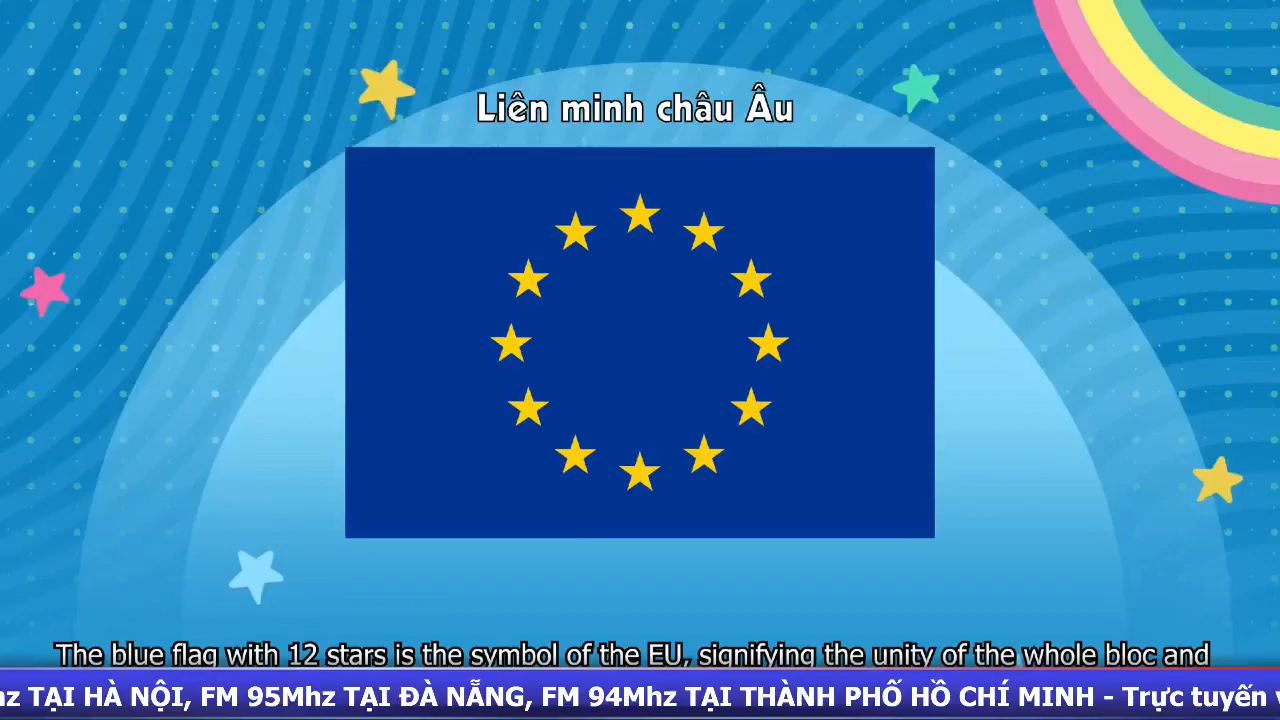 Liên minh châu Âu
The blue flag with 12 stars is the symbol of the EU, signifying the unity of the whole bloc and
TẠI HÀ NỘI, FM 95Mhz TẠI ĐÀ NẴNG, FM 94Mhz TẠI THÀNH PHỐ HỒ CHÍ MINH - Trực tuyến